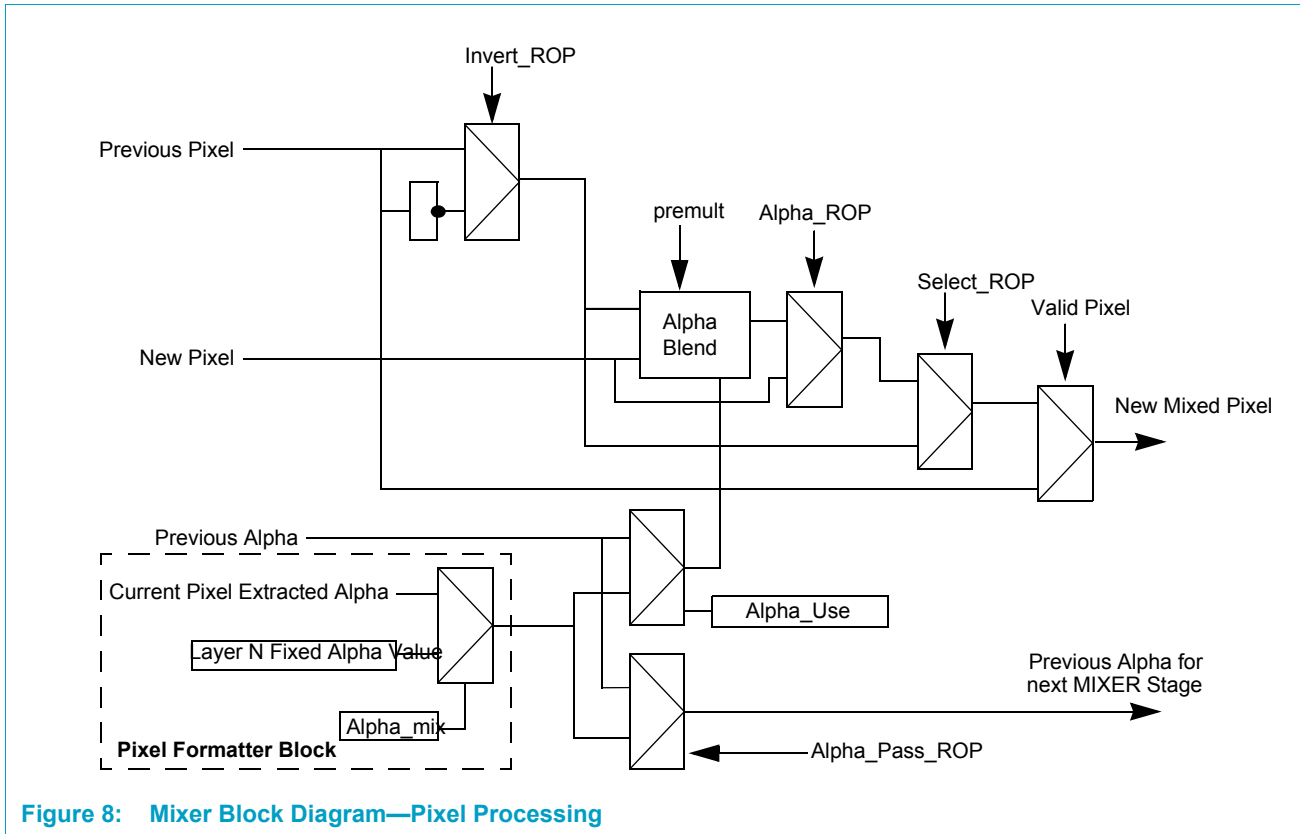 Invert_ROP
Previous Pixel
premult
Alpha_ROP
Select_ROP
Valid Pixel
Alpha
Blend
New Pixel
New Mixed Pixel
Previous Alpha
Current Pixel Extracted Alpha
Alpha_Use
Layer N Fixed Alpha Value
Previous Alpha for
next MIXER Stage
Alpha_mix
Pixel Formatter Block
Alpha_Pass_ROP
Figure 8: Mixer Block Diagram—Pixel Processing